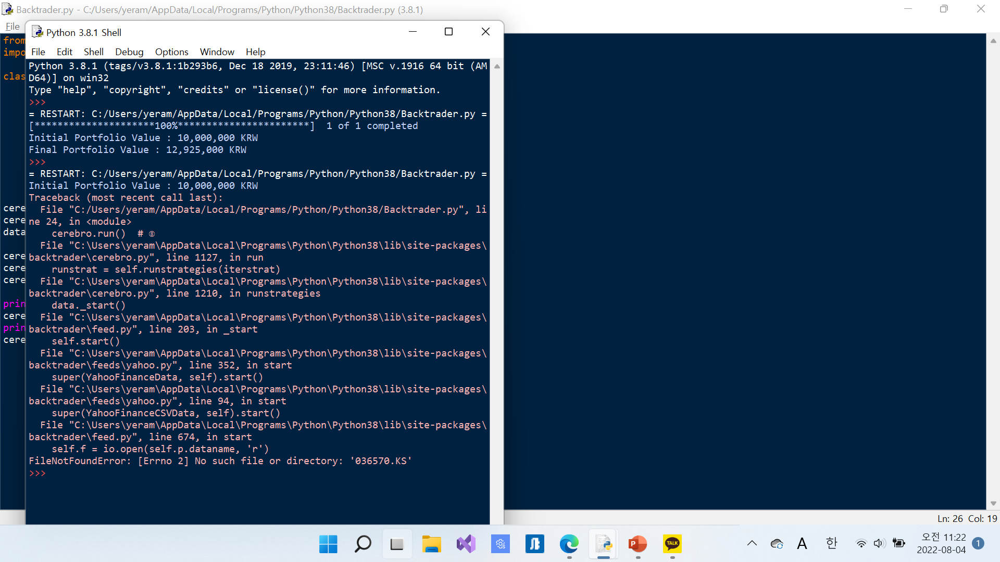 Backtrader.py - C:/Users/yeram/AppData/Local/Programs/Python/Python38/Backtrader.py (3.8.1)
File
Python 3.8.1 Shell
File Edit Shell Debug Options Window Help
from
impo
clas
cere
cere
data
cere
cere
cere
prin
cere
prin
cere
Python 3.8.1 (tags/v3.8.1:1b293b6, Dec 18 2019, 23:11:46) [MSC v.1916 64 bit (AM
D64)] on win32
Type "help", "copyright", "credits" or "license()" for more information.
>>>
= RESTART: C:/Users/yeram/AppData/Local/Programs/Python/Python38/Backtrader.py =
[*********************100%***********************]  1 of 1 completed
Initial Portfolio Value : 10,000,000 KRW
Final Portfolio Value : 12,925,000 KRW
>>>
= RESTART: C:/Users/yeram/AppData/Local/Programs/Python/Python38/Backtrader.py =
Initial Portfolio Value : 10,000,000 KRW
Traceback (most recent call last):
  File "C:/Users/yeram/AppData/Local/Programs/Python/Python38/Backtrader.py", li
ne 24, in <module>
    cerebro.run()  # ⑧
  File "C:\Users\yeram\AppData\Local\Programs\Python\Python38\lib\site-packages\
backtrader\cerebro.py", line 1127, in run
    runstrat = self.runstrategies(iterstrat)
  File "C:\Users\yeram\AppData\Local\Programs\Python\Python38\lib\site-packages\
backtrader\cerebro.py", line 1210, in runstrategies
    data._start()
  File "C:\Users\yeram\AppData\Local\Programs\Python\Python38\lib\site-packages\
backtrader\feed.py", line 203, in _start
    self.start()
  File "C:\Users\yeram\AppData\Local\Programs\Python\Python38\lib\site-packages\
backtrader\feeds\yahoo.py", line 352, in start
    super(YahooFinanceData, self).start()
  File "C:\Users\yeram\AppData\Local\Programs\Python\Python38\lib\site-packages\
backtrader\feeds\yahoo.py", line 94, in start
    super(YahooFinanceCSVData, self).start()
  File "C:\Users\yeram\AppData\Local\Programs\Python\Python38\lib\site-packages\
backtrader\feed.py", line 674, in start
    self.f = io.open(self.p.dataname, 'r')
FileNotFoundError: [Errno 2] No such file or directory: '036570.KS'
>>>
Ln: 26 Col: 19
P
TALK
A 한
오전 11:22
2022-08-04
1